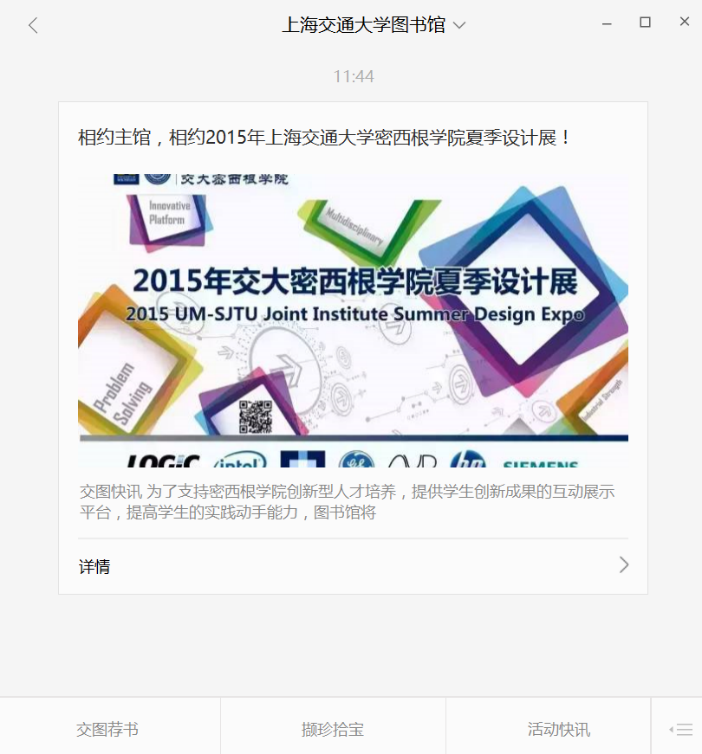 上海交通大学图书馆
11:44
相约主馆，相约2015年上海交通大学密西根学院夏季设计展！
交大密西根学院
Innovative
Platform
Multidisciplinary
2015年交大密西根学院夏季设计展
2015 UM-SJTU Joint Institute Summer Design Expo
Problem
Solving
Industrial Strength
LOGIC intel hp SIEMENS
交图快讯 为了支持密西根学院创新型人才培养，提供学生创新成果的互动展示
平台，提高学生的实践动手能力，图书馆将
详情
交图荐书 撷珍拾宝 活动快讯